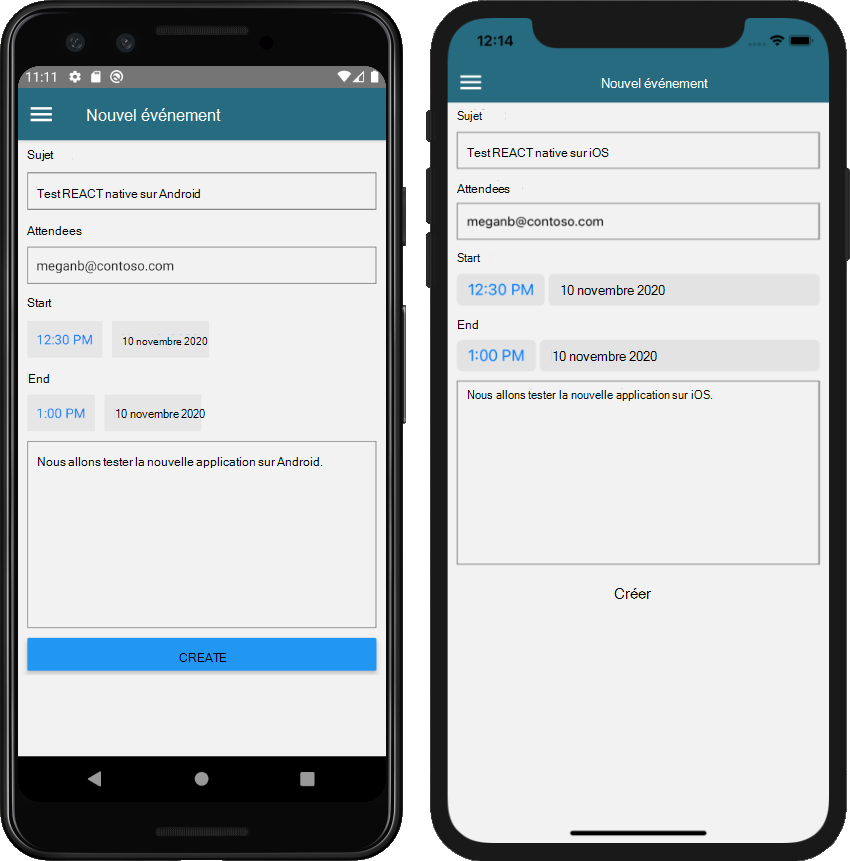 11:11
Nouvel événement
Sujet
Test REACT native sur Android
Attendees
meganb@contoso.com
Start
12:30 PM 10 novembre 2020
End
1:00 PM 10 novembre 2020
Nous allons tester la nouvelle application sur Android.
CREATE
12:14
Nouvel événement
Sujet
Test REACT native sur iOS
Attendees
meganb@contoso.com
Start
12:30 PM 10 novembre 2020
End
1:00 PM 10 novembre 2020
Nous allons tester la nouvelle application sur iOS.
Créer